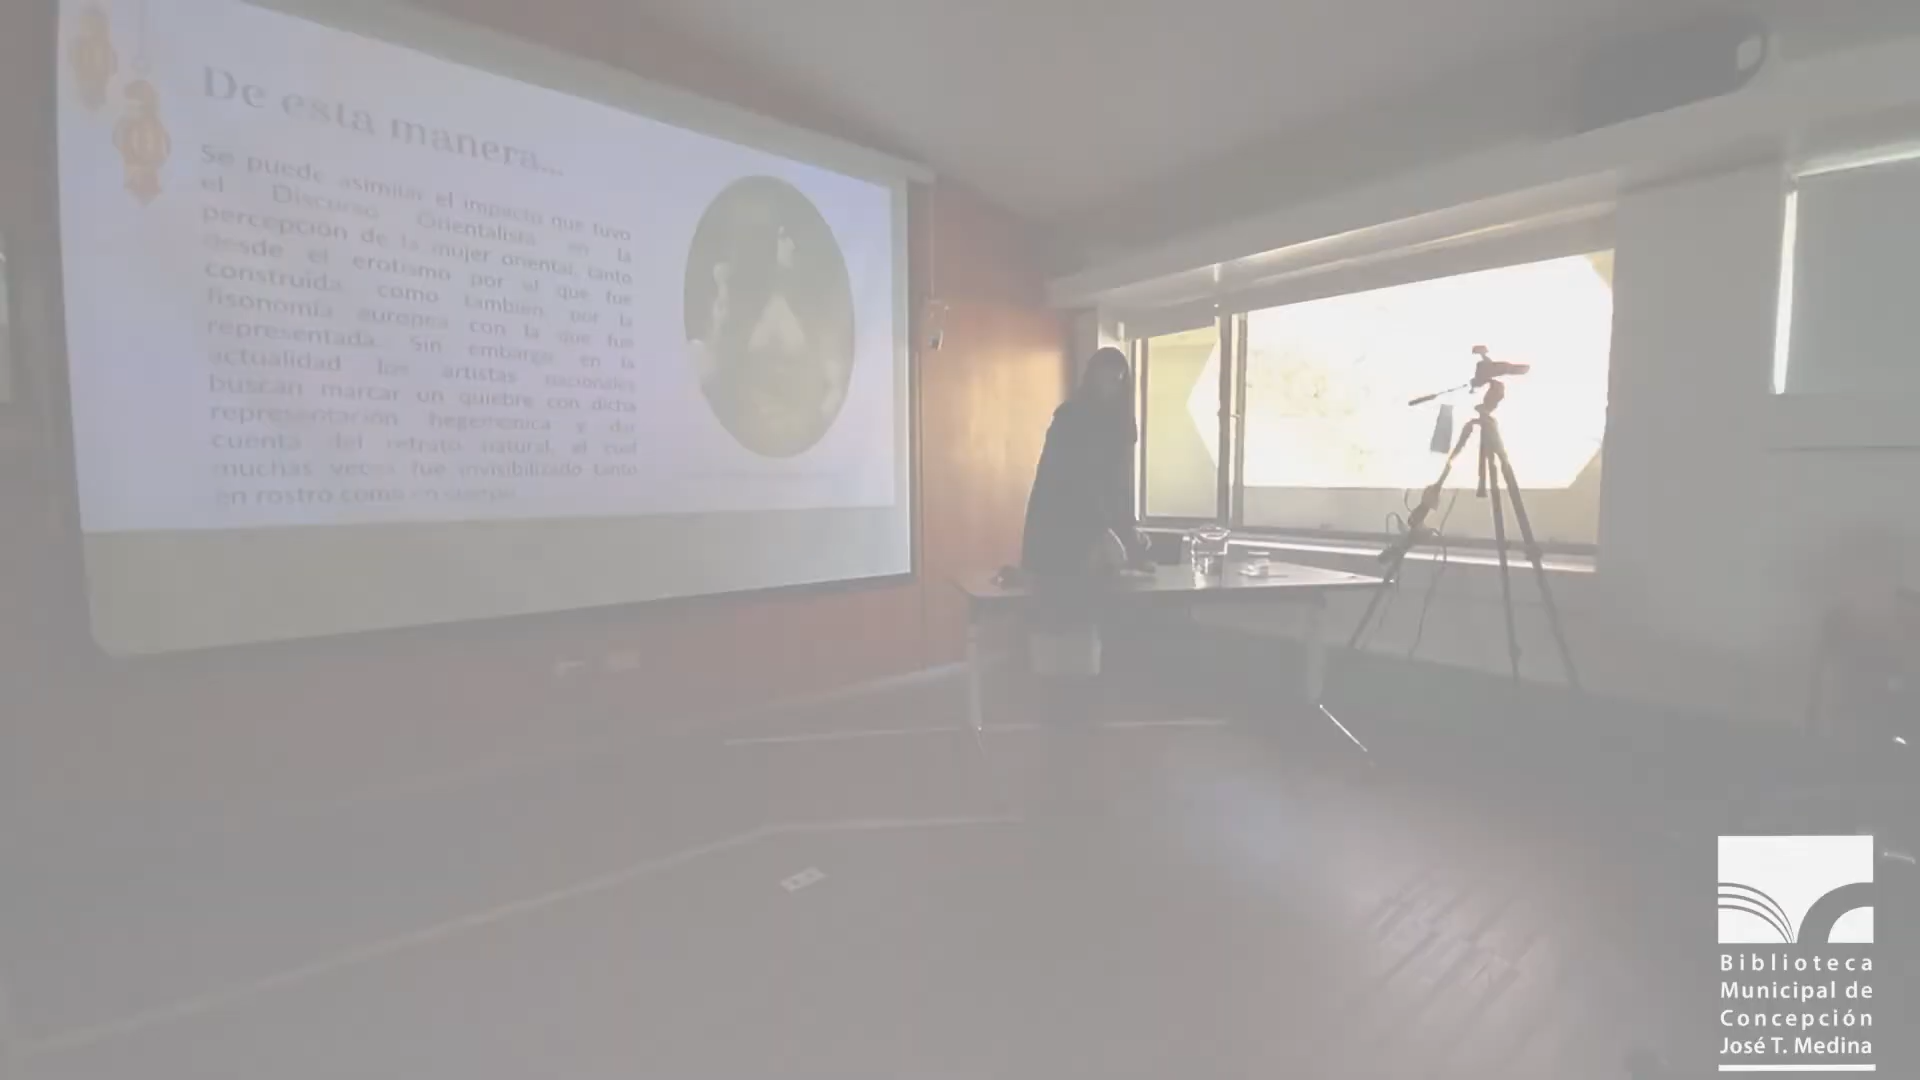 De esta manera...
Se puede asimilar el impacto que tuvo
el Discurso Orientalista en la
percepción de la mujer oriental, tanto
desde el erotismo por el que fue
construida, como también por la
fisonomía europea con la que fue
representada. Sin embargo en la
actualidad los artistas nacionales
buscan marcar un quiebre con dicha
representación hegemónica y dar
cuenta del retrato natural, el cual
muchas veces fue invisibilizado tanto
en rostro como en cuerpo.
Biblioteca
Municipal de
Concepción
José T. Medina